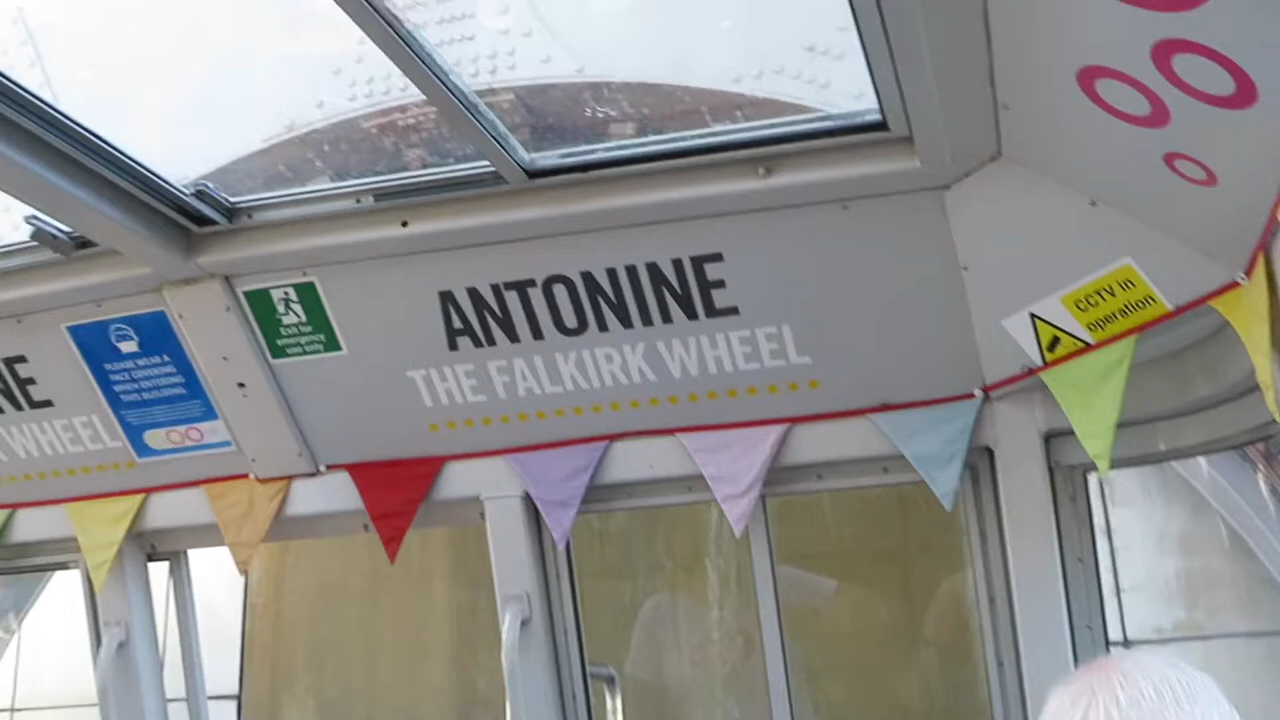 NE
WHEEL
PLEASE WEAR A
FACE COVERING
WHEN ENTERING
THIS BUILDING
Exit for
emergency
use only
ANTONINE
THE FALKIRK WHEEL
CCTV in
operation